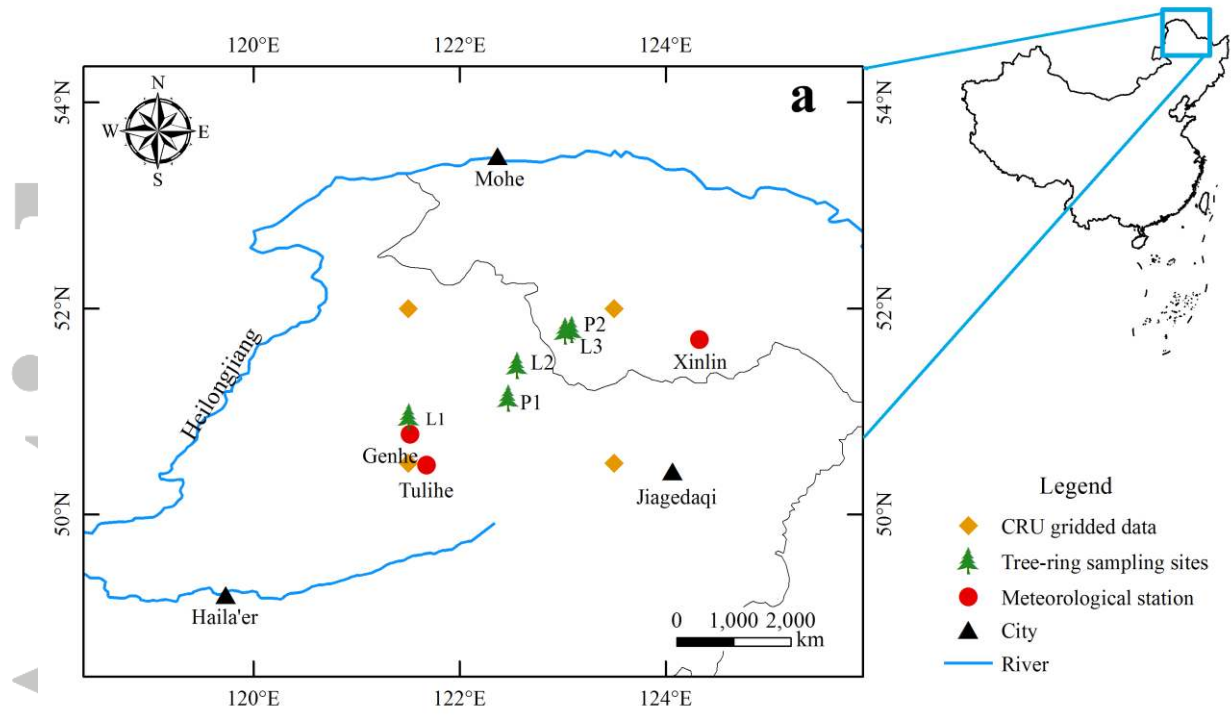 120°E 122°E 124°E
54°N
54°N
a
N
W E
S
Mohe
52°N
52°N
P2
L3
Xinlin
L2
P1
Heilongjiang
L1
Genhe
Tulihe
Jiagedaqi
50°N
50°N
Haila'er
0 1,000 2,000
km
120°E 122°E 124°E
Legend
CRU gridded data
Tree-ring sampling sites
Meteorological station
City
River